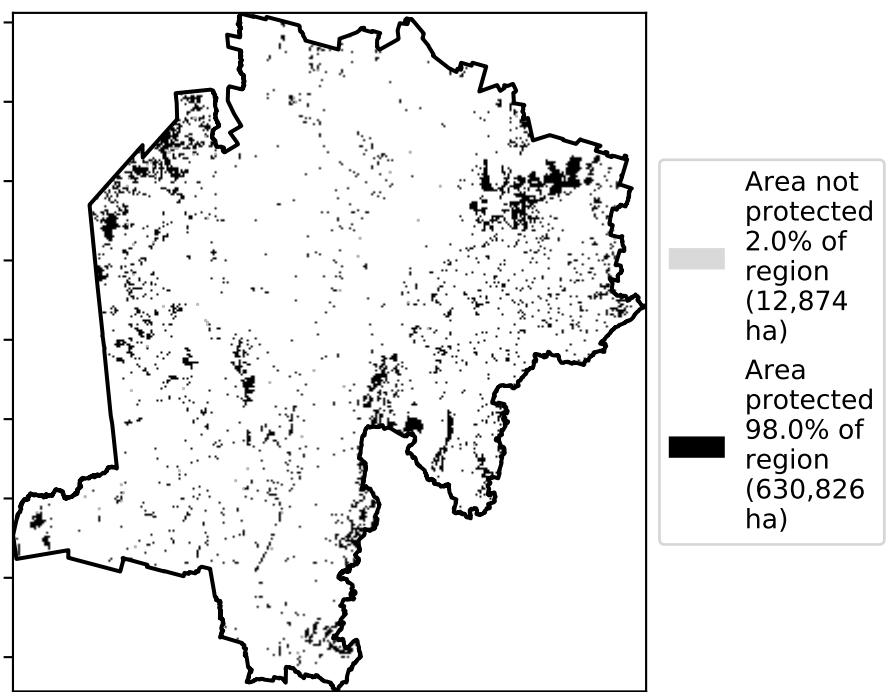 Area not
protected
2.0% of
region
(12,874
ha)
Area
protected
98.0% of
region
(630,826
ha)